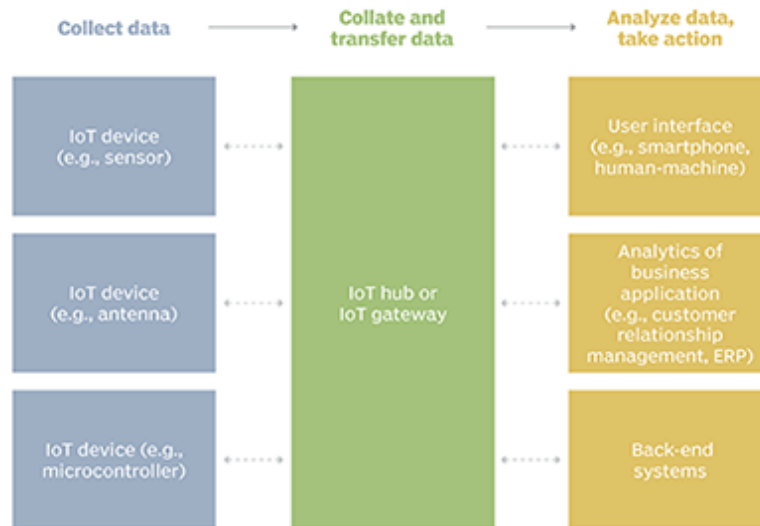 Collect data
Collate and
transfer data
Analyze data,
take action
IoT device
(e.g., sensor)
IoT device
(e.g., antenna)
IoT device (e.g.,
microcontroller)
IoT hub or
IoT gateway
User interface
(e.g., smartphone,
human-machine)
Analytics of
business
application
(e.g., customer
relationship
management, ERP)
Back-end
systems